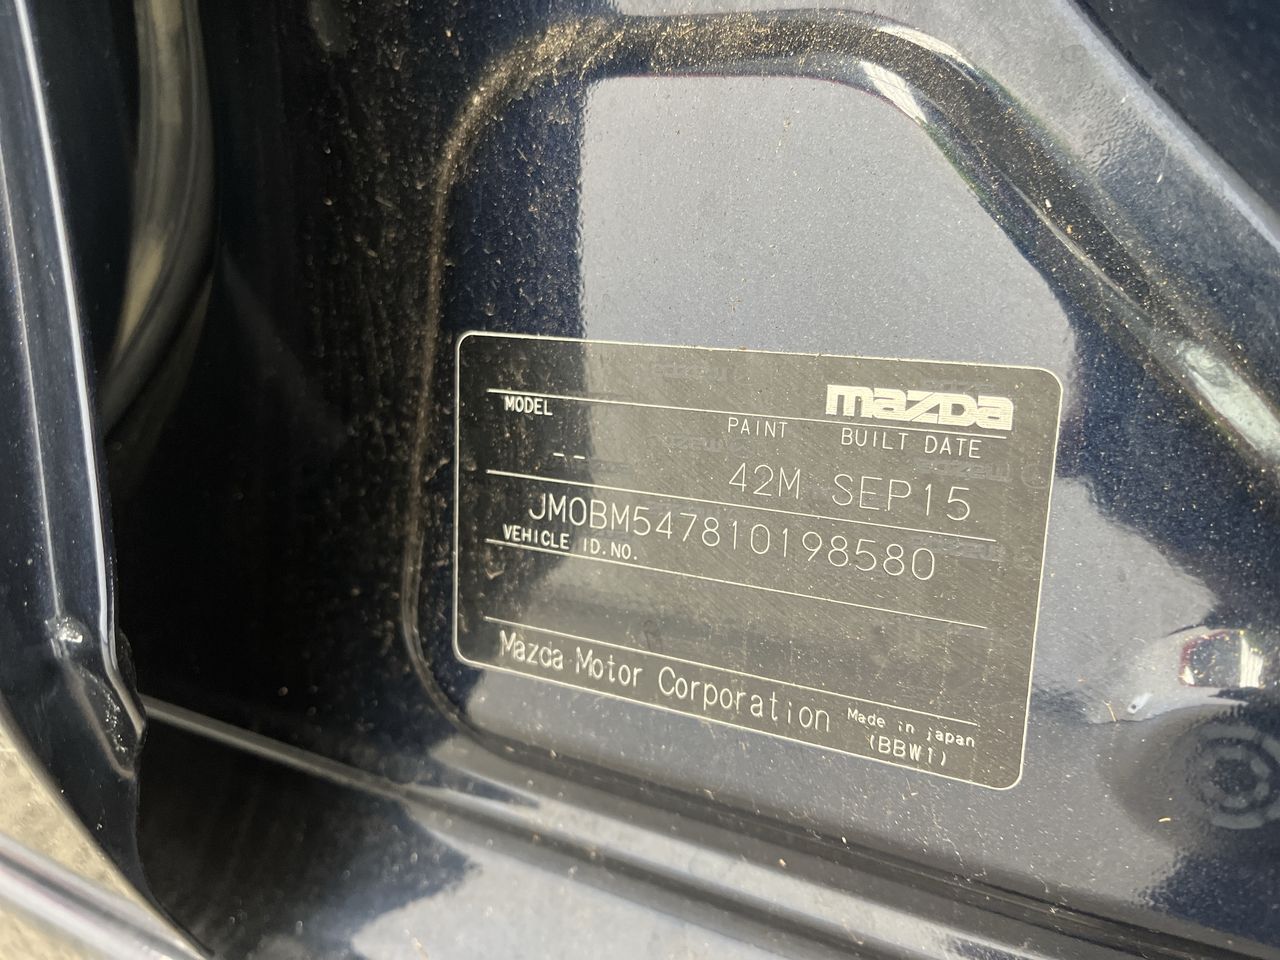 mazda
MODEL PAINT BUILT DATE
-- 42M SEP15
JM0BM547810198580
VEHICLE ID.NO.
Mazda Motor Corporation Made in japan
(BBW1)